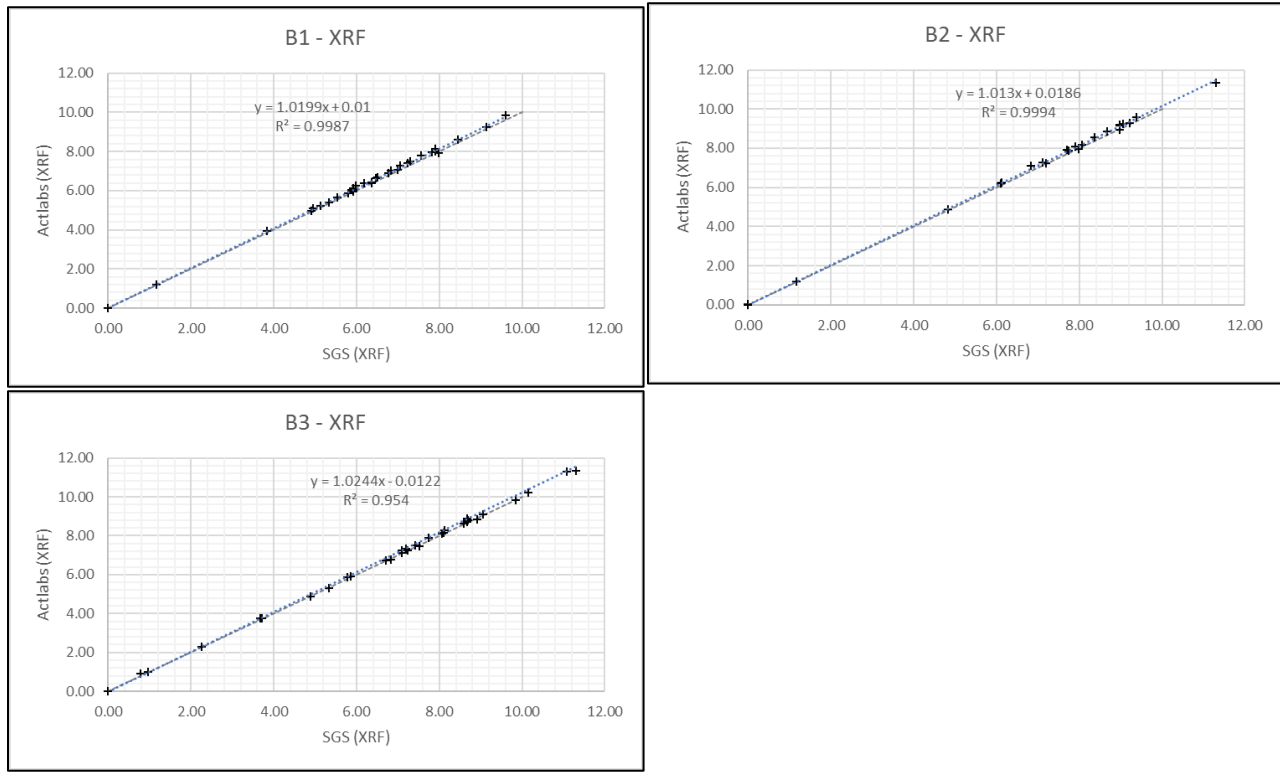 B1 - XRF
12.00
y = 1.0199x + 0.01
R² = 0.9987
10.00
8.00
6.00
4.00
2.00
0.00
Actlabs (XRF)
0.00 2.00 4.00 6.00 8.00 10.00 12.00
SGS (XRF)
B2 - XRF
12.00
y = 1.013x + 0.0186
R² = 0.9994
10.00
8.00
6.00
4.00
2.00
0.00
Actlabs (XRF)
0.00 2.00 4.00 6.00 8.00 10.00 12.00
SGS (XRF)
B3 - XRF
12.00
y = 1.0244x - 0.0122
R² = 0.954
10.00
8.00
6.00
4.00
2.00
0.00
Actlabs (XRF)
0.00 2.00 4.00 6.00 8.00 10.00 12.00
SGS (XRF)